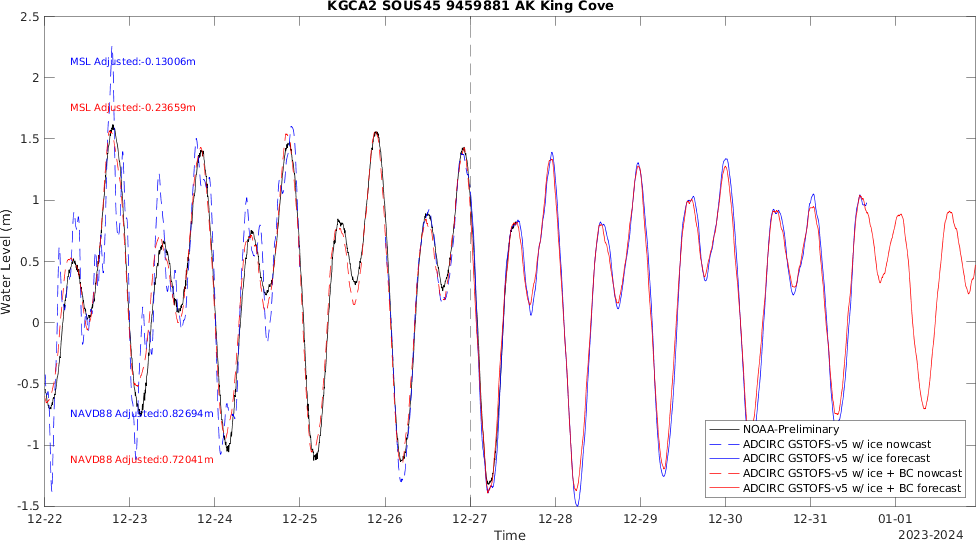 KGCA2 SOUS45 9459881 AK King Cove
2.5
2
1.5
1
0.5
0
-0.5
-1
-1.5
Water Level (m)
MSL Adjusted:-0.13006m
MSL Adjusted:-0.23659m
NAVD88 Adjusted:0.82694m
NAVD88 Adjusted:0.72041m
NOAA-Preliminary
ADCIRC GSTOFS-v5 w/ ice nowcast
ADCIRC GSTOFS-v5 w/ ice forecast
ADCIRC GSTOFS-v5 w/ ice + BC nowcast
ADCIRC GSTOFS-v5 w/ ice + BC forecast
12-22 12-23 12-24 12-25 12-26 12-27 12-28 12-29 12-30 12-31 01-01
Time
2023-2024